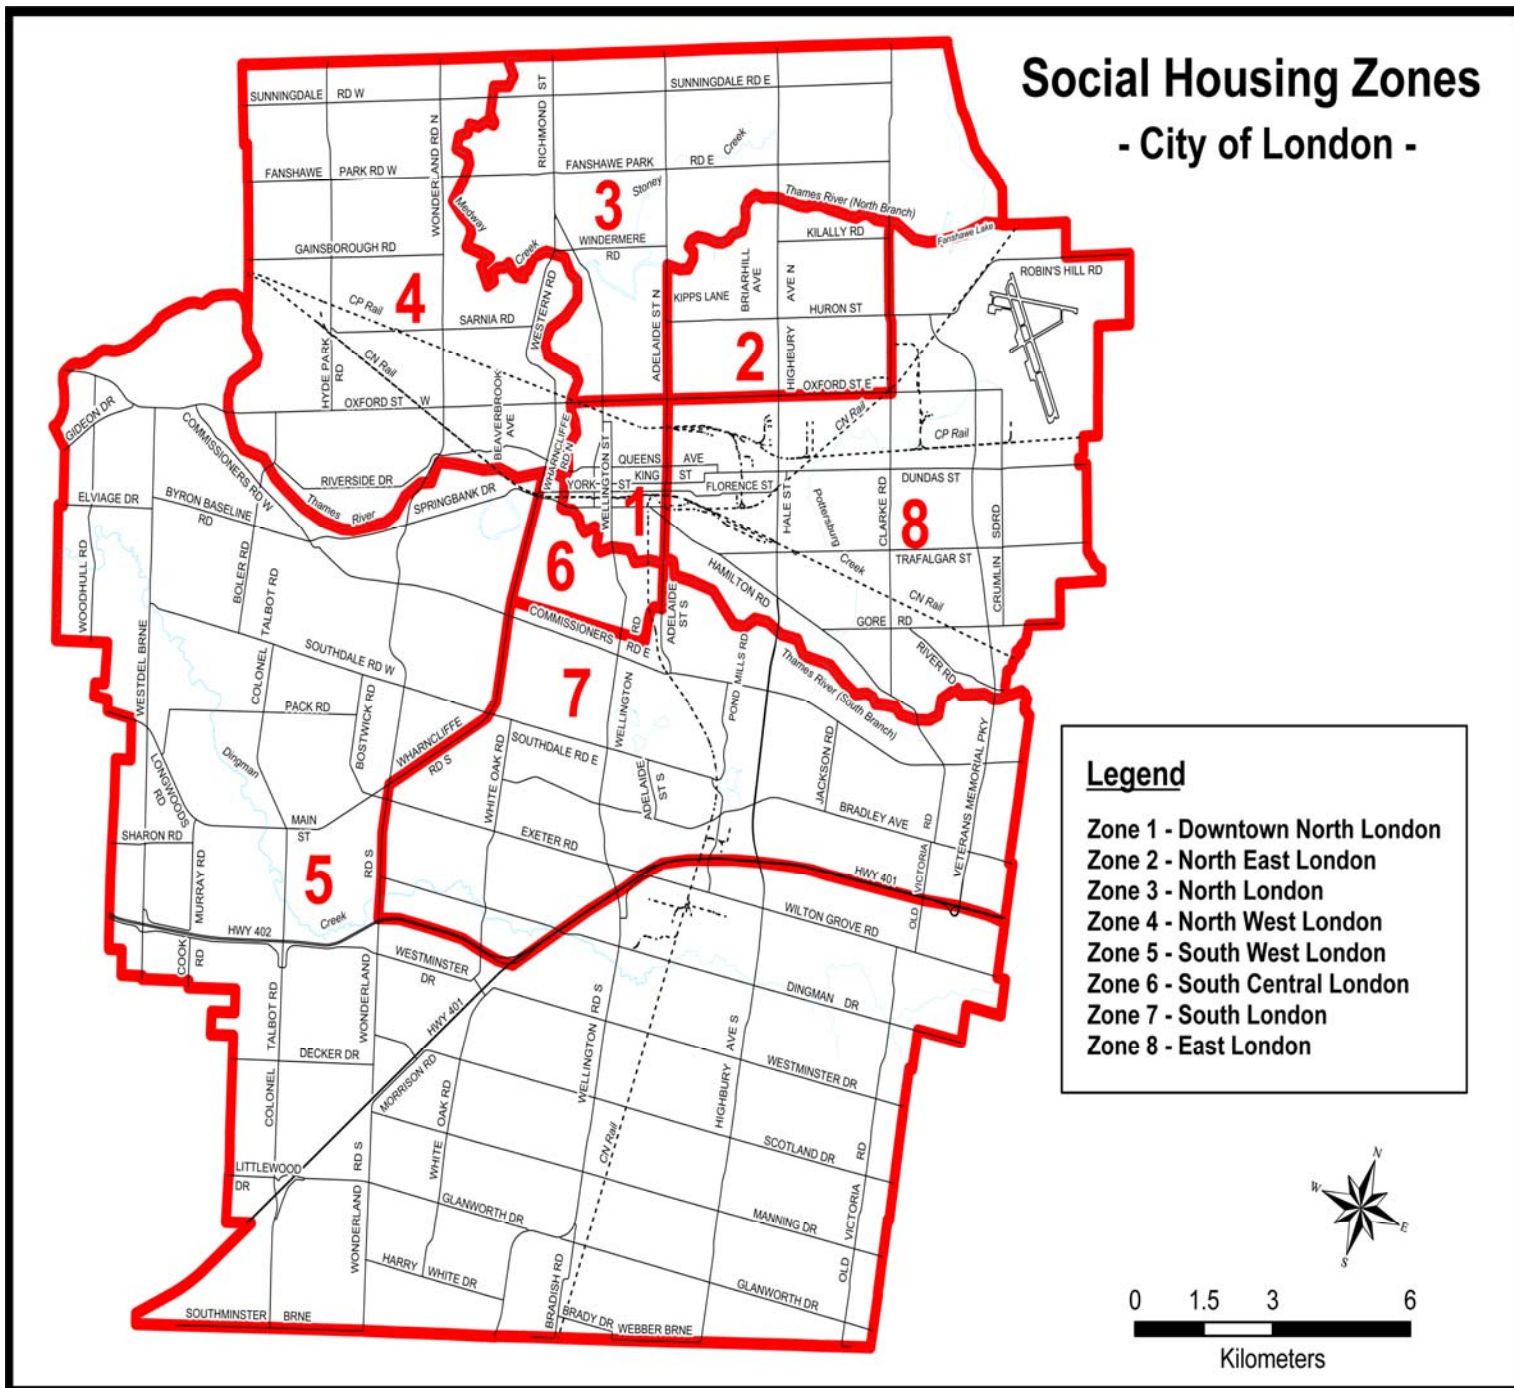 Social Housing Zones
- City of London -
SUNNINGDALE RD W
SUNNINGDALE RD E
RICHMOND ST
WONDERLAND RD N
FANSHAWE PARK RD W
FANSHAWE PARK RD E
Stoney Creek
3
Medway Creek
Thames River (North Branch)
KILALLY RD
Fanshawe Lake
WINDERMERE
RD
GAINSBOROUGH RD
ROBIN'S HILL RD
4
CP Rail
SARNIA RD
WESTERN RD
ADELAIDE ST N
KIPPS LANE
BRIARHILL
AVE
HIGHBURY AVE N
HURON ST
2
CN Rail
HYDE PARK
RD
OXFORD ST W
OXFORD ST E
BEAVERBROOK
AVE
WHARNCLIFFE
RD N
GIDEON DR
COMMISSIONERS RD W
CN Rail
CP Rail
WELLINGTON ST
QUEENS AVE
KING ST
YORK ST
FLORENCE ST
DUNDAS ST
RIVERSIDE DR
Thames River
SPRINGBANK DR
ELVIAGE DR
BYRON BASELINE
RD
1
HALE ST
Pottersburg
Creek
CLARKE RD
8
CRUMLIN SDRD
TRAFALGAR ST
WOODHULL RD
BOLER RD
COLONEL TALBOT RD
6
HAMILTON RD
CN Rail
COMMISSIONERS
RD E
RD
ADELAIDE
ST S
GORE RD
RIVER RD
WESTDEL BRNE
SOUTHDALE RD W
7
POND MILLS RD
Thames River (South Branch)
PACK RD
BOSTWICK RD
WELLINGTON
WHARNCLIFFE
RD S
SOUTHDALE RD E
WHITE OAK RD
Dingman
LONGWOODS
RD
ADELAIDE
ST S
JACKSON RD
BRADLEY AVE
VETERANS MEMORIAL PKY
MAIN
ST
SHARON RD
EXETER RD
MURRAY RD
5
RD S
OLD VICTORIA RD
HWY 401
Creek
HWY 402
COOK
RD
WILTON GROVE RD
WESTMINSTER
DR
WONDERLAND
HWY 401
DINGMAN DR
COLONEL TALBOT RD
WELLINGTON RD S
HIGHBURY AVE S
DECKER DR
MORRISON RD
WESTMINSTER DR
WHITE OAK RD
CN Rail
SCOTLAND DR
LITTLEWOOD
DR
WONDERLAND RD S
GLANWORTH DR
MANNING DR
OLD VICTORIA RD
HARRY WHITE DR
BRADISH RD
GLANWORTH DR
SOUTHMINSTER BRNE
BRADY DR
WEBBER BRNE
Legend
Zone 1 - Downtown North London
Zone 2 - North East London
Zone 3 - North London
Zone 4 - North West London
Zone 5 - South West London
Zone 6 - South Central London
Zone 7 - South London
Zone 8 - East London
N
W
E
S
0 1.5 3 6
Kilometers